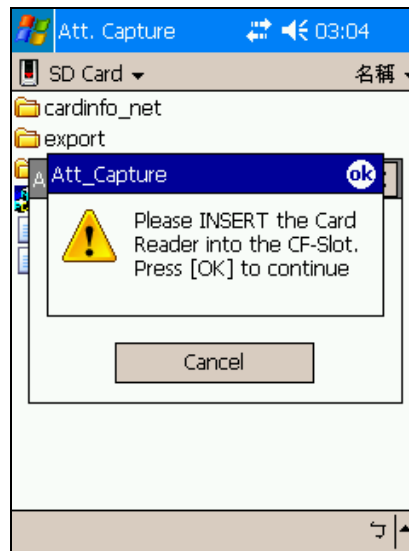 Att. Capture 03:04
SD Card 名稱
cardinfo_net
export
A
Att_Capture ok
Please INSERT the Card
Reader into the CF-Slot.
Press [OK] to continue
Cancel
ㄅ